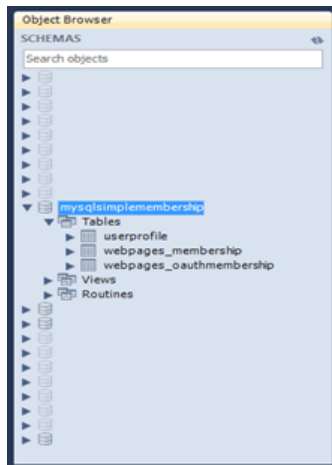 Object Browser
SCHEMAS
Search objects
mysqlsimplemembership
Tables
userprofile
webpages_membership
webpages_oauthmembership
Views
Routines